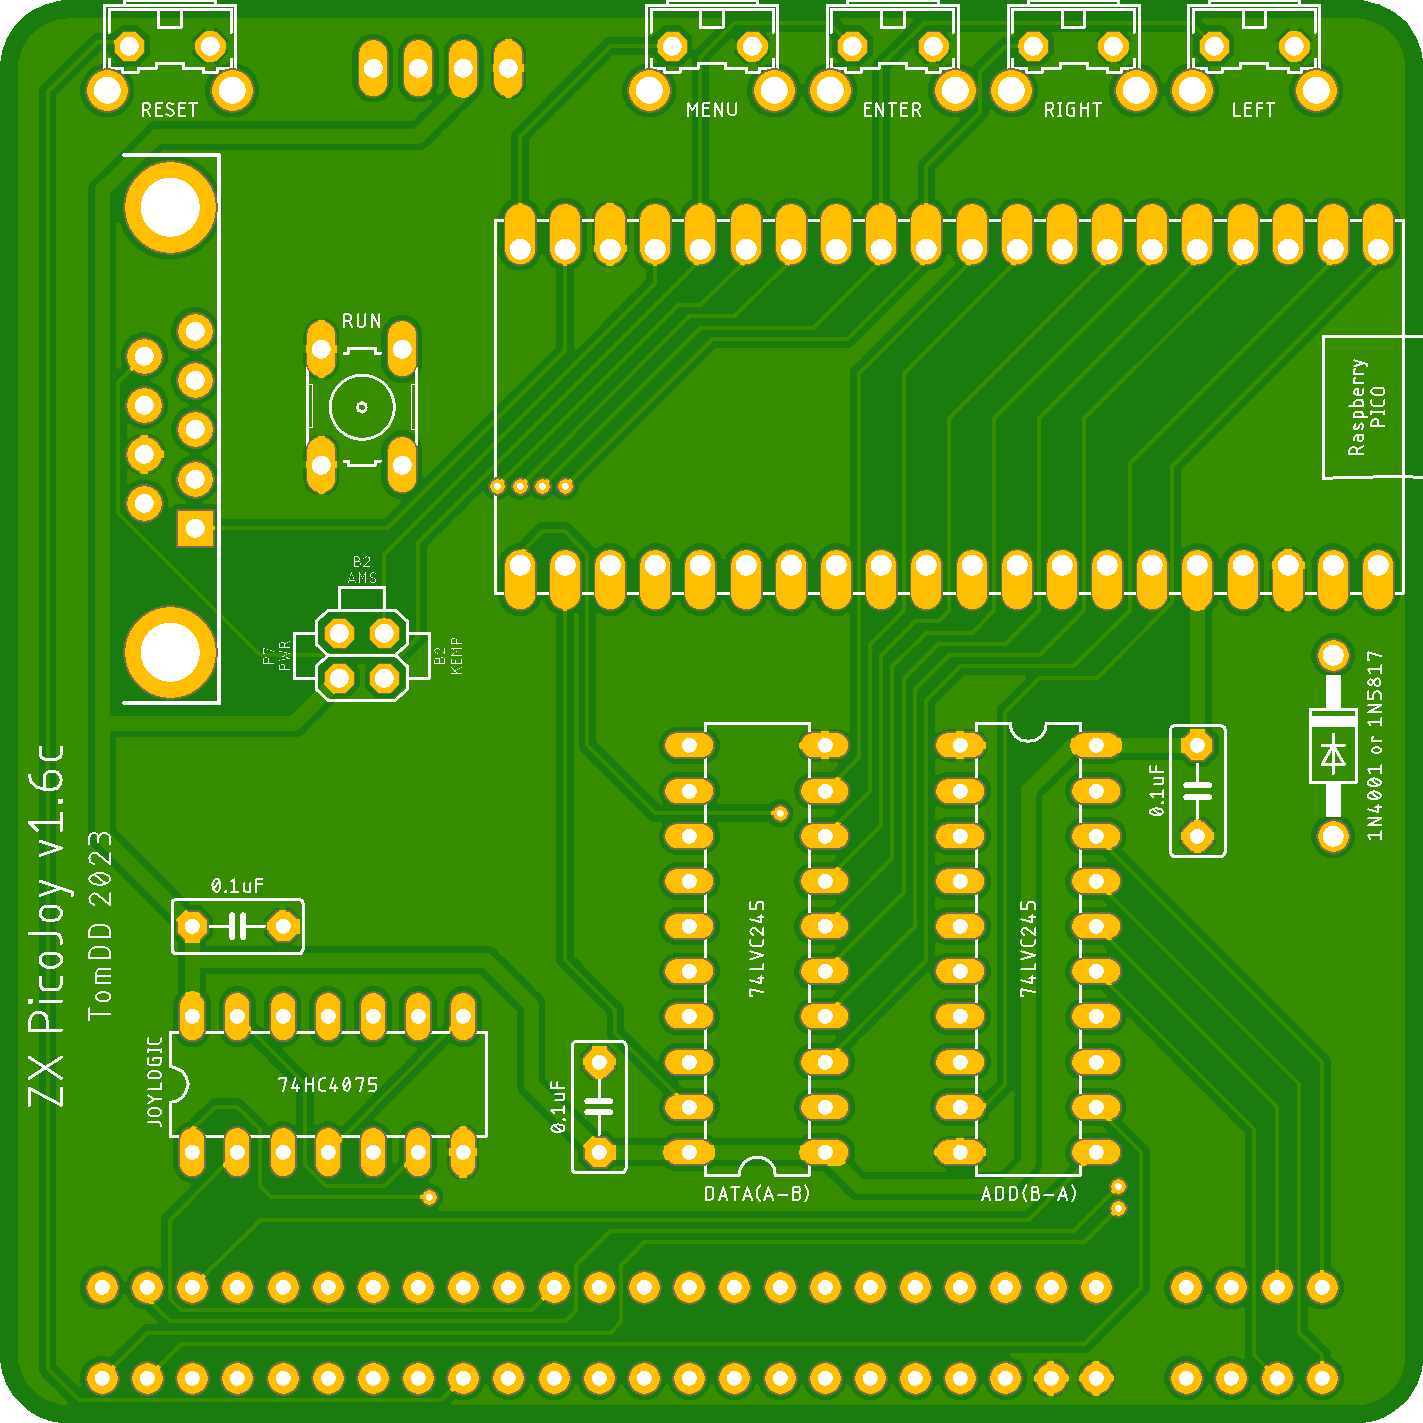 RESET
MENU
ENTER
RIGHT
LEFT
RUN
Raspberry
PICO
B2
AMS
P7
PWR
B2
KEMP
1N4001 or 1N5817
0.1uF
ZX PicoJoy v1.6c
TomDD 2023
0.1uF
74LVC245
74LVC245
JOYLOGIC
74HC4075
0.1uF
DATA(A-B)
ADD(B-A)